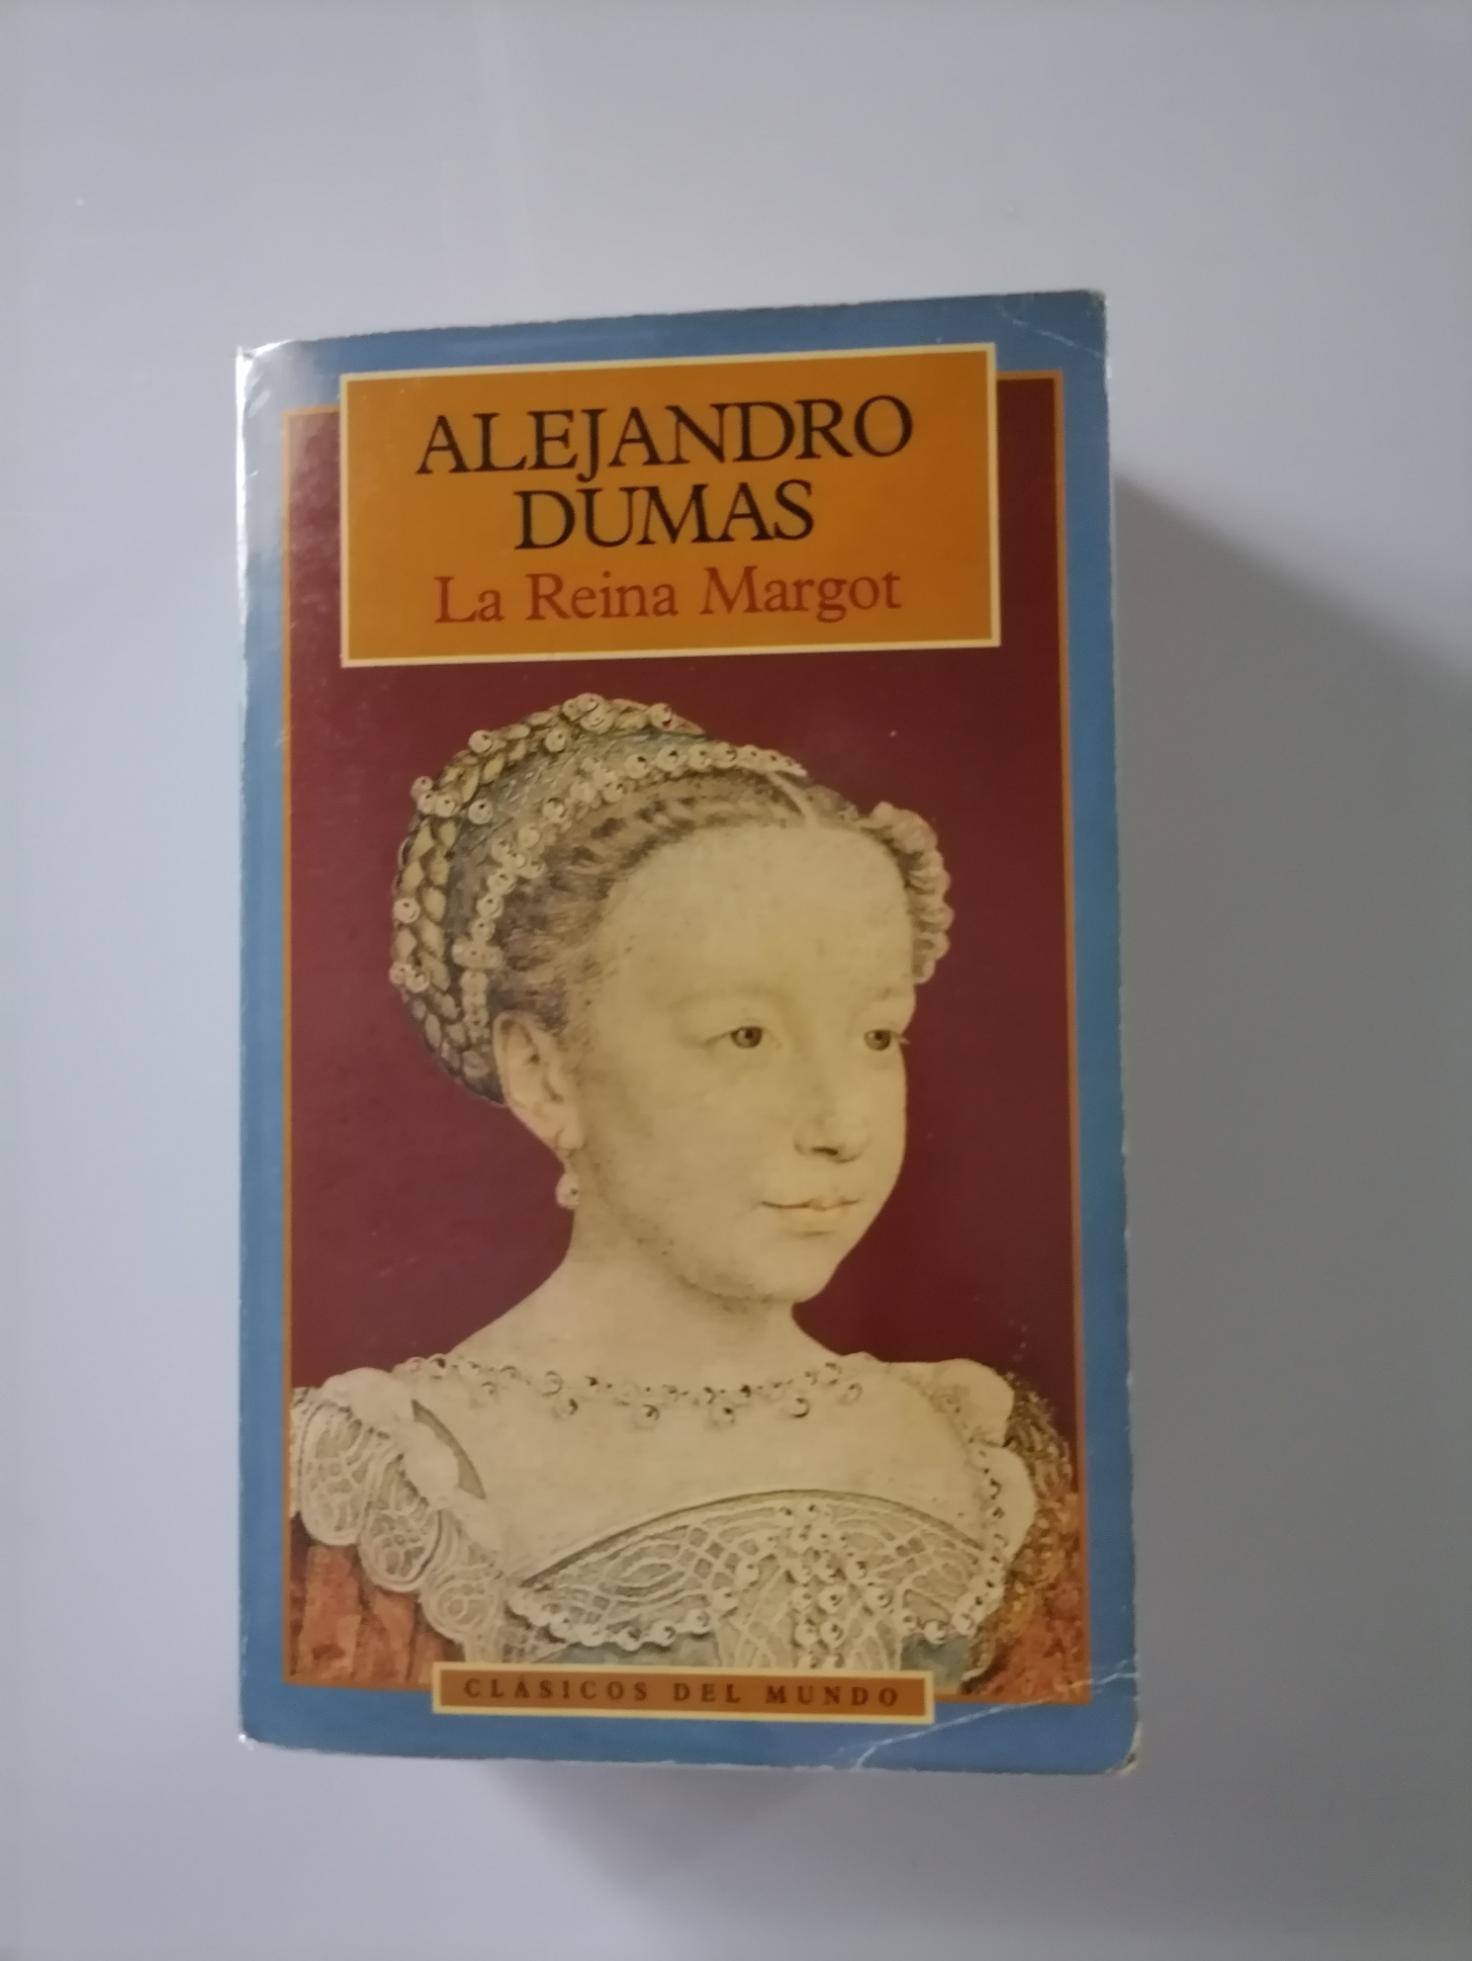 ALEJANDRO
DUMAS
La Reina Margot
CLÁSICOS DEL MUNDO